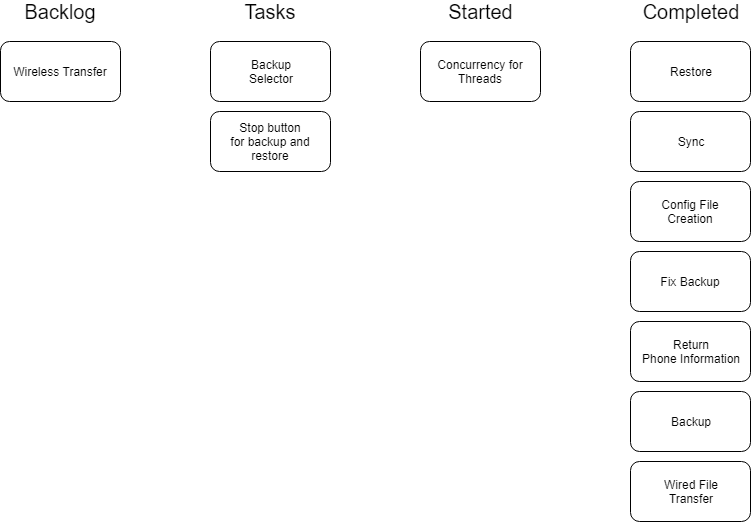 Backlog
Tasks
Started
Completed
Wireless Transfer
Backup
Selector
Concurrency for
Threads
Restore
Stop button
for backup and
restore
Sync
Config File
Creation
Fix Backup
Return
Phone Information
Backup
Wired File
Transfer